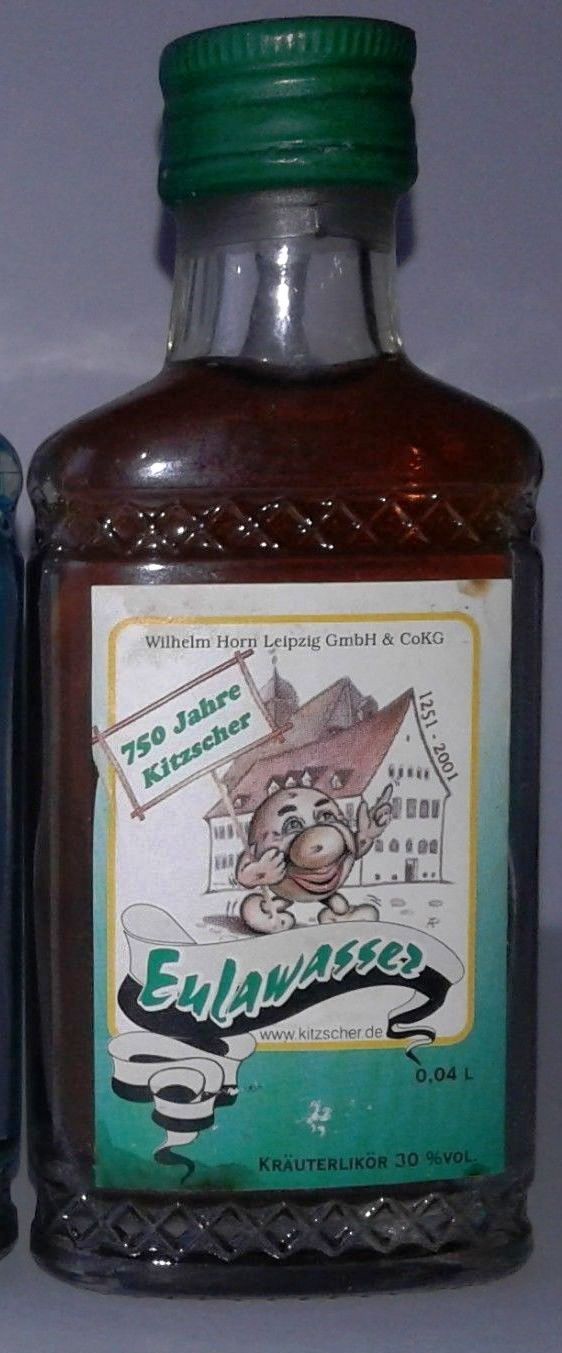 Wilhelm Horn Leipzig GmbH & CoKG
750 Jahre
Kitzscher
1251 - 2001
Eulawasser
www.kitzscher.de
0,04 L
KRÄUTERLIKÖR 30 %VOL.